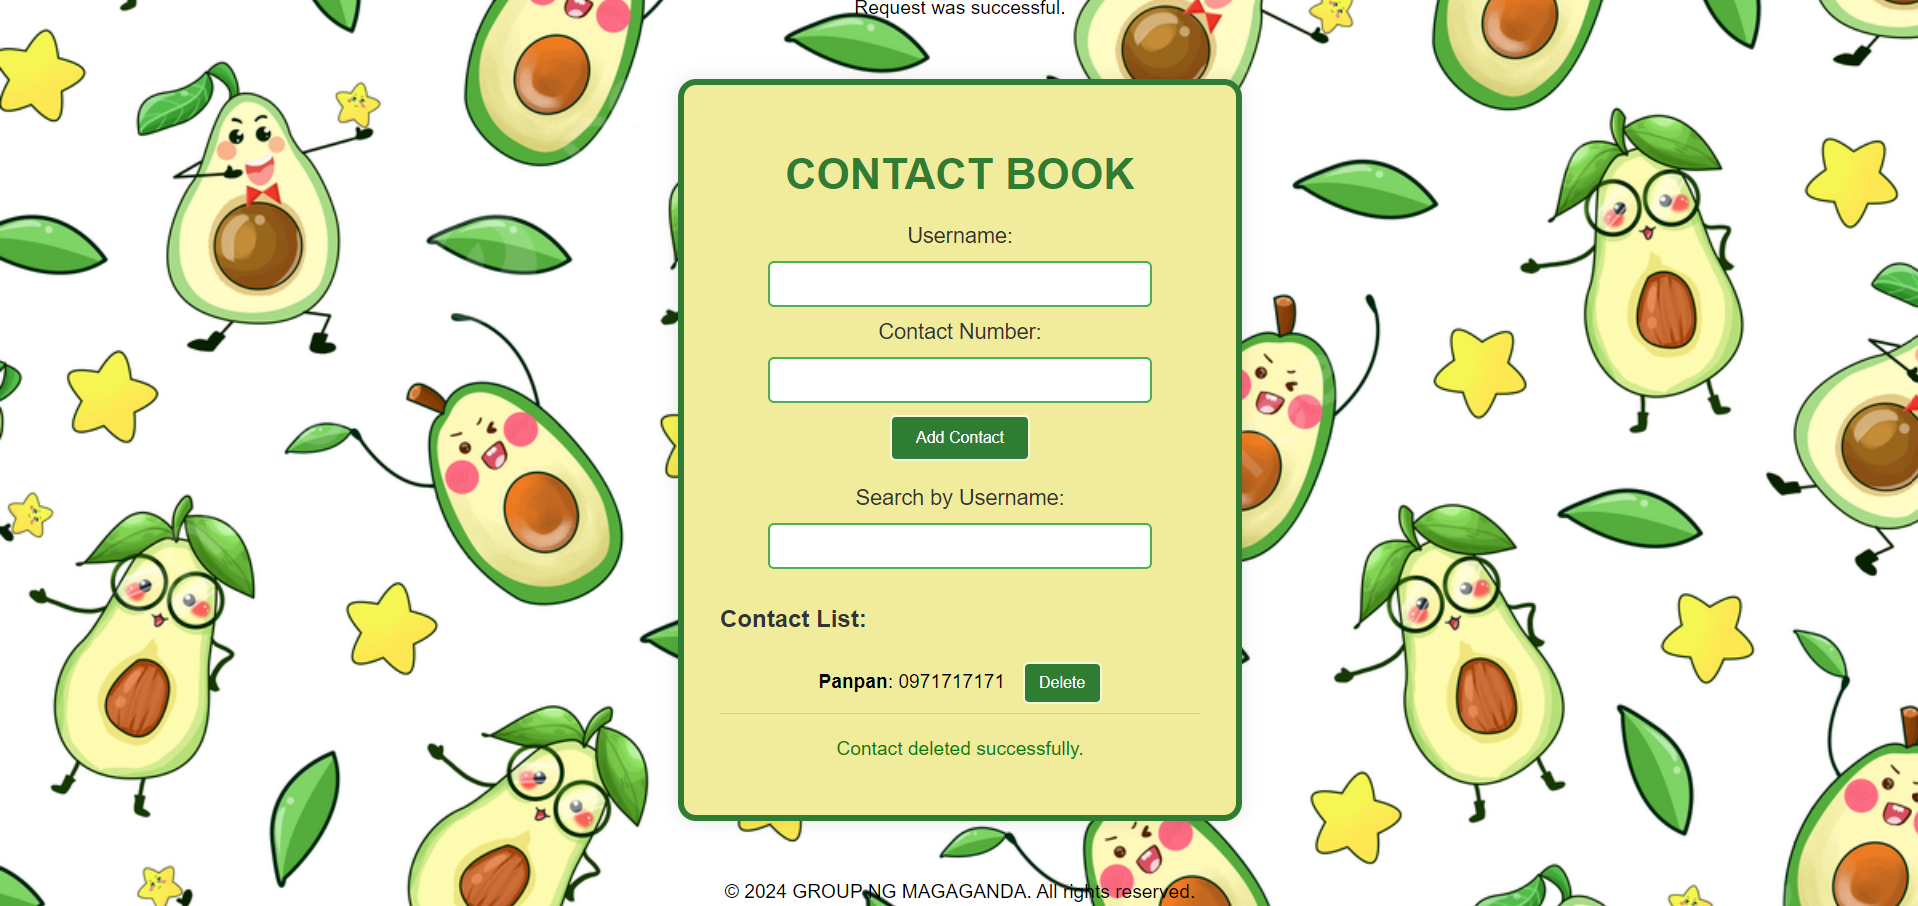 Request was successful.
CONTACT BOOK
Username:
Contact Number:
Add Contact
Search by Username:
Contact List:
Panpan: 0971717171 Delete
Contact deleted successfully.
© 2024 GROUP NG MAGAGANDA. All rights reserved.